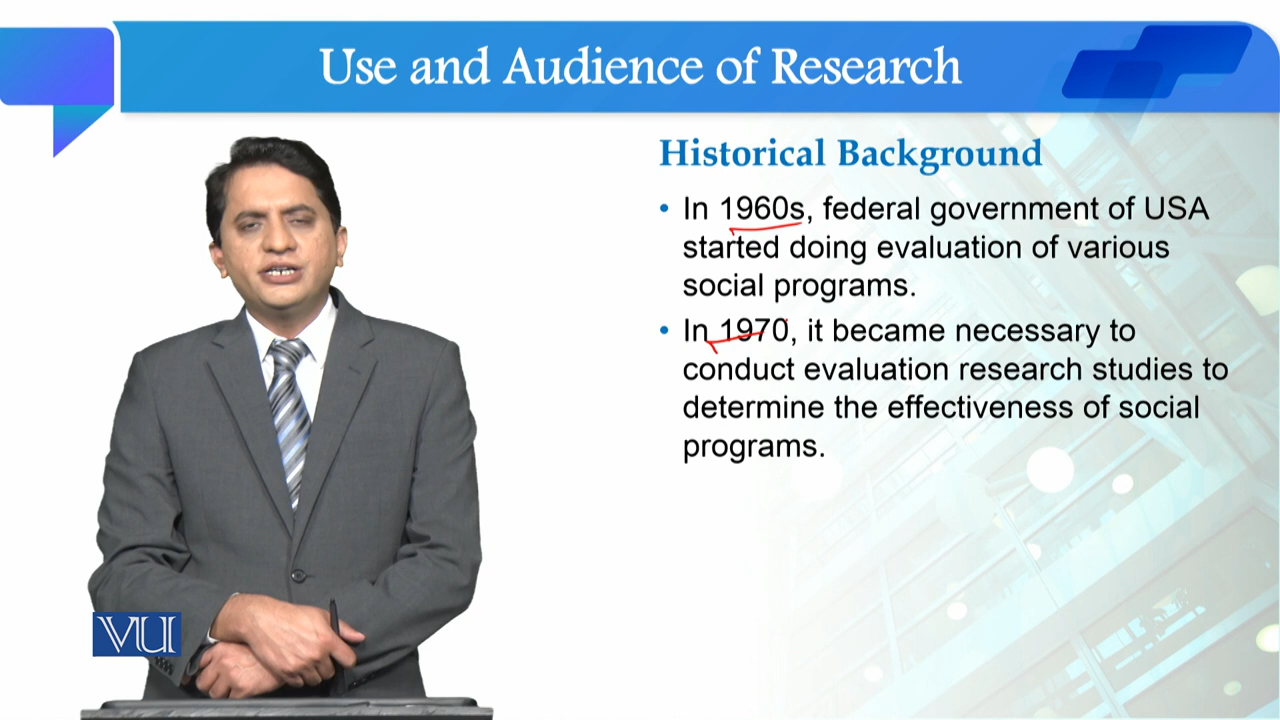 Use and Audience of Research
Historical Background
• In 1960s, federal government of USA
started doing evaluation of various
social programs.
• In 1970, it became necessary to
conduct evaluation research studies to
determine the effectiveness of social
programs.
VU